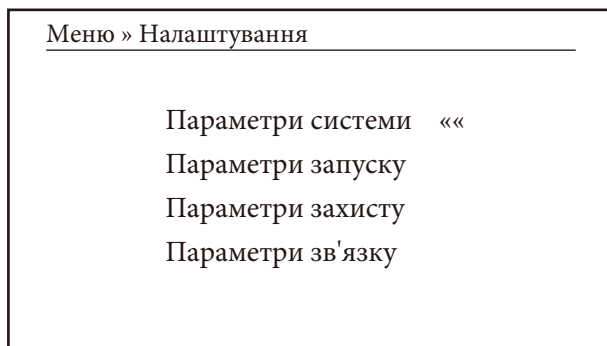 Меню » Налаштування
Параметри системи ««
Параметри запуску
Параметри захисту
Параметри зв'язку